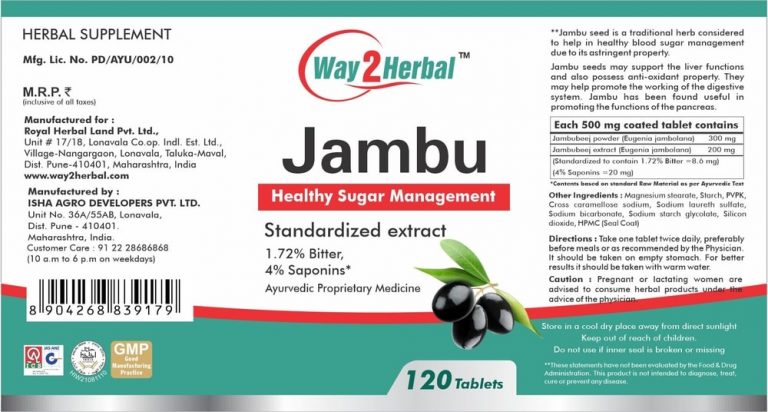 HERBAL SUPPLEMENT
Mfg. Lic. No. PD/AYU/002/10
M.R.P. ₹
(inclusive of all taxes)
Manufactured for :
Royal Herbal Land Pvt. Ltd.,
Unit # 17/18, Lonavala Co.op. Indl. Est. Ltd.,
Village-Nangargaon, Lonavala, Taluka-Maval,
Dist. Pune-410401, Maharashtra, India
www.way2herbal.com
Manufactured by :
ISHA AGRO DEVELOPERS PVT. LTD.
Unit No. 36A/55AB, Lonavala,
Dist. Pune - 410401.
Maharashtra, India.
Customer Care : 91 22 28686868
(10 a.m to 6 p.m on weekdays)
8 904268 839179
GMP
Good
Manufacturing
Practice
Way2Herbal™
Jambu
Healthy Sugar Management
Standardized extract
1.72% Bitter,
4% Saponins*
Ayurvedic Proprietary Medicine
120 Tablets
**Jambu seed is a traditional herb considered
to help in healthy blood sugar management
due to its astringent property.
Jambu seeds may support the liver functions
and also possess anti-oxidant property. They
may help promote the working of the digestive
system. Jambu has been found useful in
promoting the functions of the pancreas.
Each 500 mg coated tablet contains
Jambubeej powder (Eugenia jambolana) 300 mg
Jambubeej extract (Eugenia jambolana) 200 mg
(Standardized to contain 1.72% Bitter =8.6 mg)
(4% Saponins =20 mg)
*Contents based on standard Raw Material as per Ayurvedic Text
Other Ingredients : Magnesium stearate, Starch, PVPK,
Cross caramellose sodium, Sodium laureth sulfate,
Sodium bicarbonate, Sodium starch glycolate, Silicon
dioxide, HPMC (Seal Coat)
Directions : Take one tablet twice daily, preferably
before meals or as recommended by the Physician.
It should be taken on empty stomach. For better
results it should be taken with warm water.
Caution : Pregnant or lactating women are
advised to consume herbal products under the
advice of the physician.
Store in a cool dry place away from direct sunlight
Keep out of reach of children.
Do not use if inner seal is broken or missing
**These statements have not been evaluated by the Food & Drug
Administration. This product is not intended to diagnose, treat,
cure or prevent any disease.